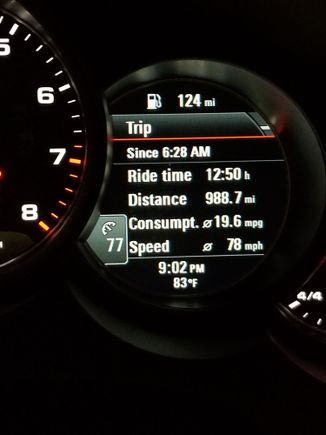 5
6
7
8
124 mi
Trip
Since 6:28 AM
Ride time 12:50 h
Distance 988.7 mi
Consumpt. ⌀19.6 mpg
77
Speed ⌀ 78 mph
9:02 PM
83°F
4/4